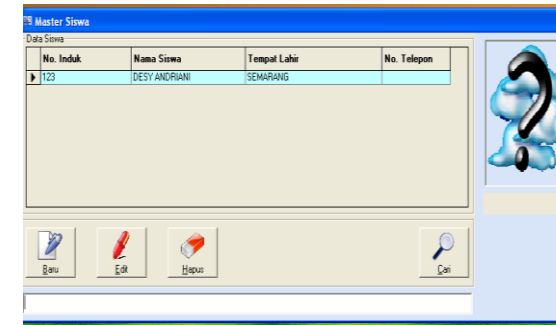 Master Siswa
Data Siswa
No. Induk Nama Siswa Tempat Lahir No. Telepon
123 DESY ANDRIANI SEMARANG
Baru Edit Hapus Cari